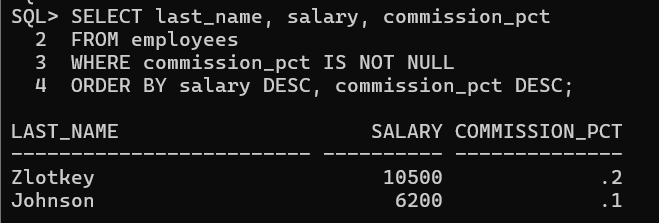 SQL> SELECT last_name, salary, commission_pct
  2  FROM employees
  3  WHERE commission_pct IS NOT NULL
  4  ORDER BY salary DESC, commission_pct DESC;

LAST_NAME                     SALARY COMMISSION_PCT
------------------------- ---------- --------------
Zlotkey                        10500             .2
Johnson                         6200             .1